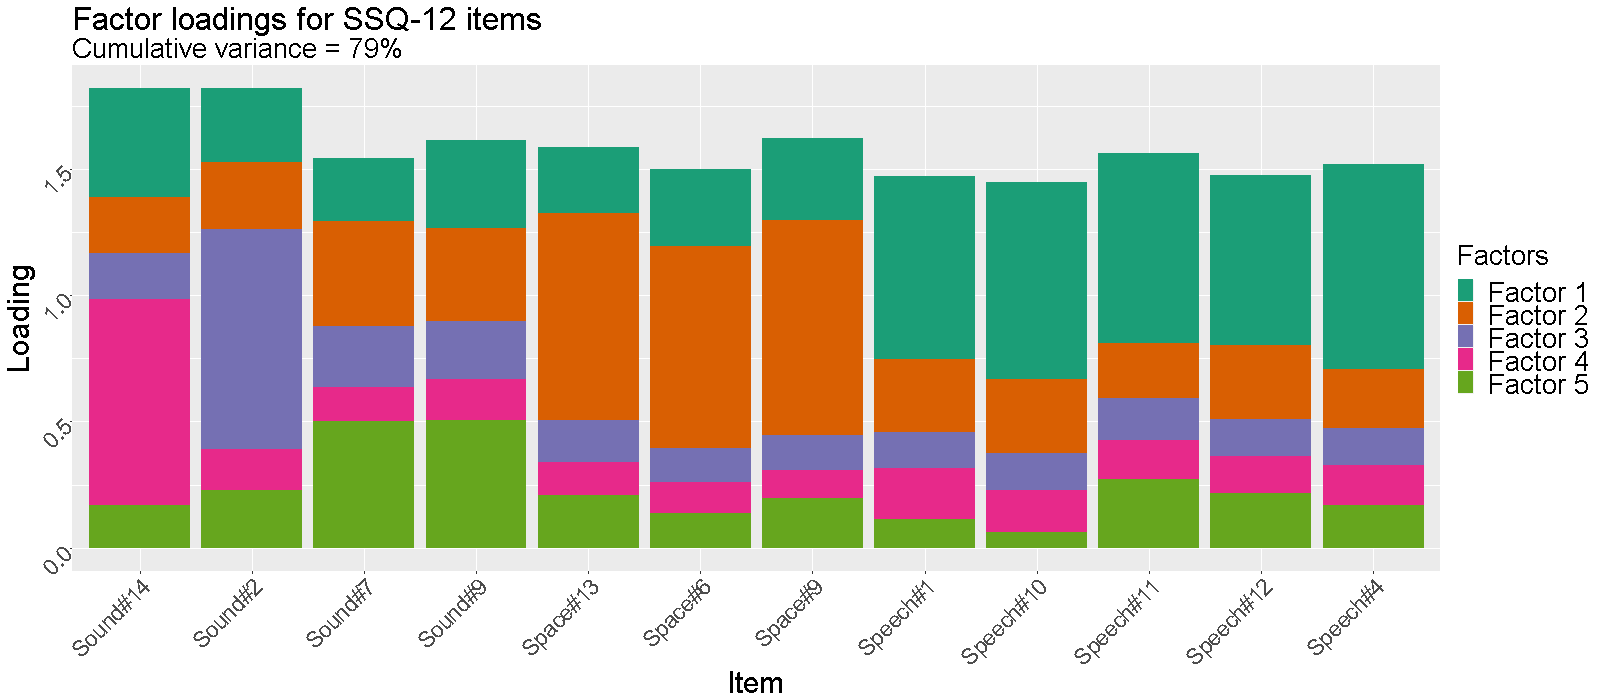 Factor loadings for SSQ-12 items
Cumulative variance = 79%
Loading
1.5
1.0
0.5
0.0
Sound#14
Sound#2
Sound#7
Sound#9
Space#13
Space#6
Space#9
Speech#1
Speech#10
Speech#11
Speech#12
Speech#4
Item
Factors
Factor 1
Factor 2
Factor 3
Factor 4
Factor 5